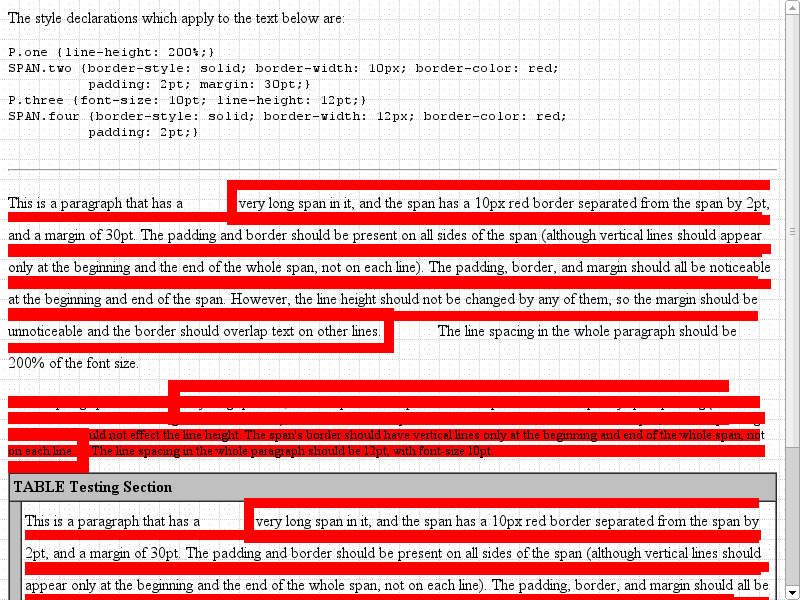 The style declarations which apply to the text below are:
P.one {line-height: 200%;}
SPAN.two {border-style: solid; border-width: 10px; border-color: red;
padding: 2pt; margin: 30pt;}
P.three {font-size: 10pt; line-height: 12pt;}
SPAN.four {border-style: solid; border-width: 12px; border-color: red;
padding: 2pt;}
This is a paragraph that has a very long span in it, and the span has a 10px red border separated from the span by 2pt,
and a margin of 30pt. The padding and border should be present on all sides of the span (although vertical lines should appear
only at the beginning and the end of the whole span, not on each line). The padding, border, and margin should all be noticeable
at the beginning and end of the span. However, the line height should not be changed by any of them, so the margin should be
unnoticeable and the border should overlap text on other lines. The line spacing in the whole paragraph should be
200% of the font size.
uld not effect the line height. The span's border should have vertical lines only at the beginning and end of the whole span, not
on each line. The line spacing in the whole paragraph should be 12pt, with font-size 10pt.
TABLE Testing Section
This is a paragraph that has a very long span in it, and the span has a 10px red border separated from the span by
2pt, and a margin of 30pt. The padding and border should be present on all sides of the span (although vertical lines should
appear only at the beginning and the end of the whole span, not on each line). The padding, border, and margin should all be